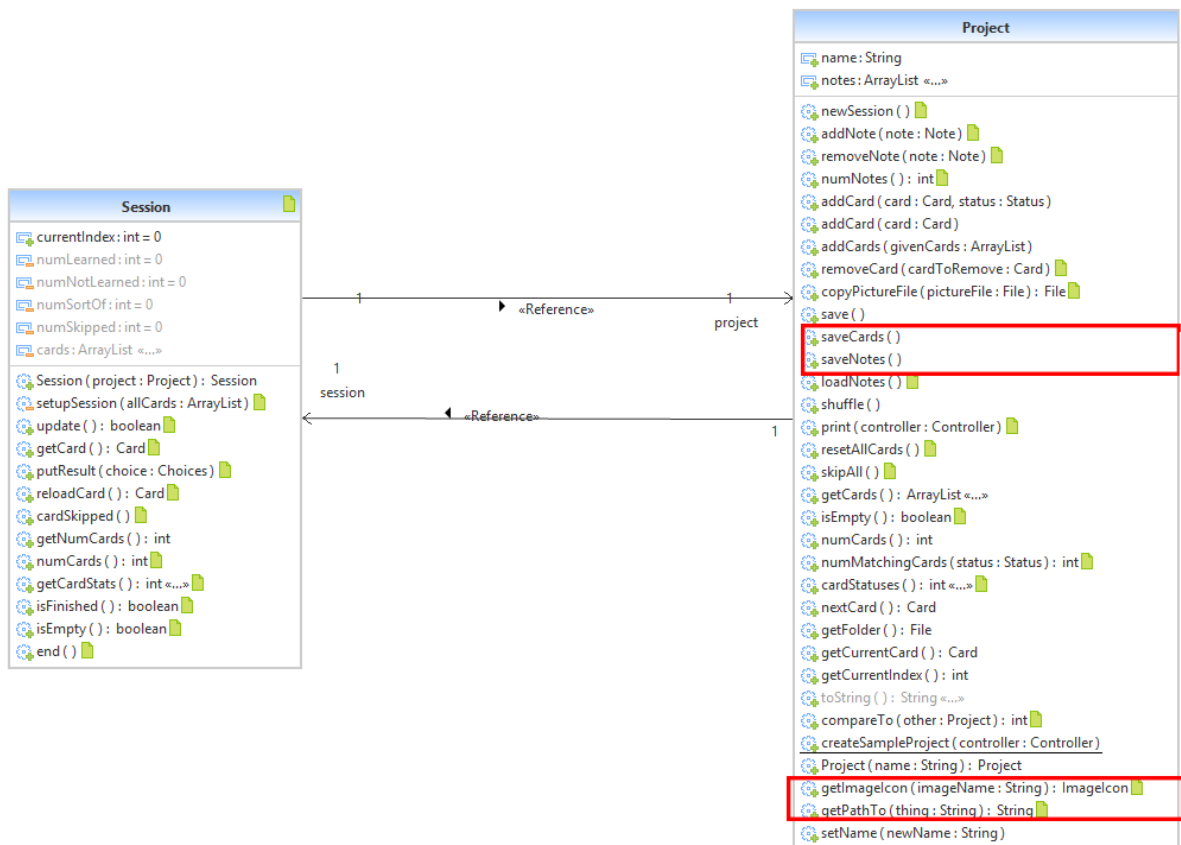 Session
currentIndex : int = 0
numLearned : int = 0
numNotLearned : int = 0
numSortOf : int = 0
numSkipped : int = 0
cards : ArrayList «...»
Session ( project : Project ) : Session
setupSession ( allCards : ArrayList )
update ( ) : boolean
getCard ( ) : Card
putResult ( choice : Choices )
reloadCard ( ) : Card
cardSkipped ( )
getNumCards ( ) : int
numCards ( ) : int
getCardStats ( ) : int «...»
isFinished ( ) : boolean
isEmpty ( ) : boolean
end ( )
1
«Reference»
1
project
1
session
«Reference»
1
Project
name : String
notes : ArrayList «...»
newSession ( )
addNote ( note : Note )
removeNote ( note : Note )
numNotes ( ) : int
addCard ( card : Card, status : Status )
addCard ( card : Card )
addCards ( givenCards : ArrayList )
removeCard ( cardToRemove : Card )
copyPictureFile ( pictureFile : File ) : File
save ( )
saveCards ( )
saveNotes ( )
loadNotes ( )
shuffle ( )
print ( controller : Controller )
resetAllCards ( )
skipAll ( )
getCards ( ) : ArrayList «...»
isEmpty ( ) : boolean
numCards ( ) : int
numMatchingCards ( status : Status ) : int
cardStatuses ( ) : int «...»
nextCard ( ) : Card
getFolder ( ) : File
getCurrentCard ( ) : Card
getCurrentIndex ( ) : int
toString ( ) : String «...»
compareTo ( other : Project ) : int
createSampleProject ( controller : Controller )
Project ( name : String ) : Project
getImageIcon ( imageName : String ) : ImageIcon
getPathTo ( thing : String ) : String
setName ( newName : String )